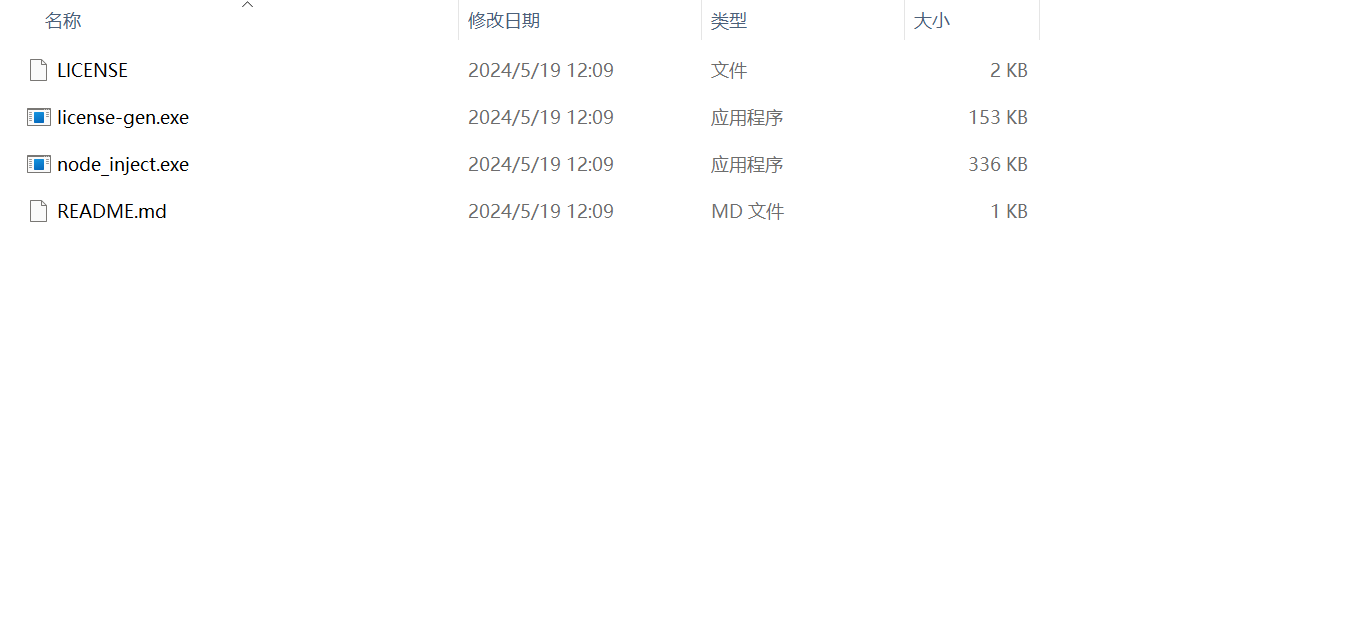 名称 修改日期 类型 大小
LICENSE 2024/5/19 12:09 文件 2 KB
license-gen.exe 2024/5/19 12:09 应用程序 153 KB
node_inject.exe 2024/5/19 12:09 应用程序 336 KB
README.md 2024/5/19 12:09 MD 文件 1 KB